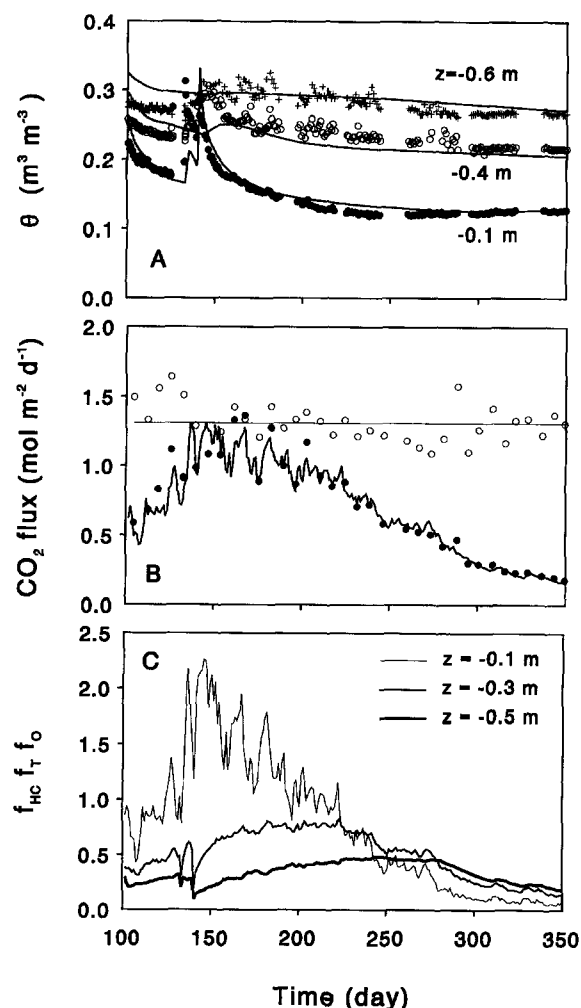 0.4
0.3
0.2
0.1
0.0
θ (m³ m⁻³)
z=-0.6 m
-0.4 m
-0.1 m
A
2.0
1.5
1.0
0.5
0.0
CO₂ flux (mol m⁻² d⁻¹)
B
2.5
2.0
1.5
1.0
0.5
0.0
f_HC f_T f_O
C
z = -0.1 m
z = -0.3 m
z = -0.5 m
100 150 200 250 300 350
Time (day)